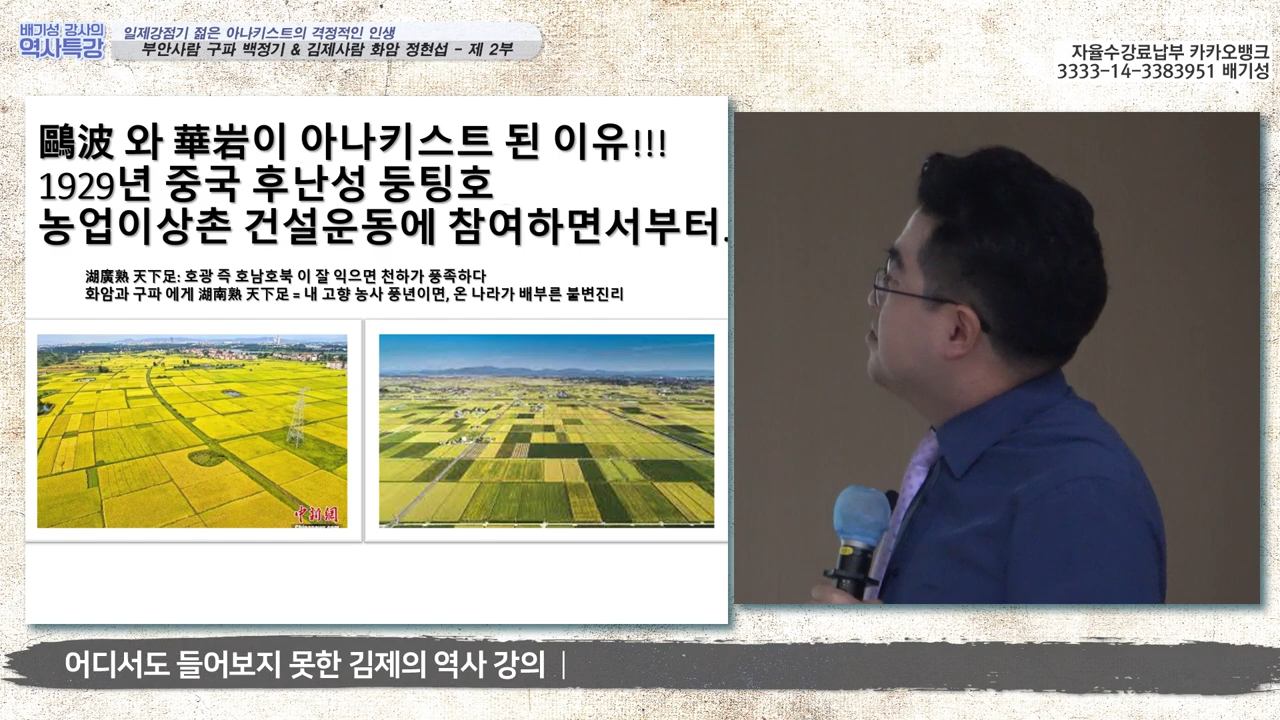 배기성 강사의
역사특강
일제강점기 젊은 아나키스트의 격정적인 인생
부안사람 구파 백정기 & 김제사람 화암 정현섭 - 제 2부
자율수강료납부 카카오뱅크
3333-14-3383951 배기성
鷗波 와 華岩이 아나키스트 된 이유!!!
1929년 중국 후난성 둥팅호
농업이상촌 건설운동에 참여하면서부터.
湖廣熟 天下足: 호광 즉 호남호북 이 잘 익으면 천하가 풍족하다
화암과 구파 에게 湖南熟 天下足 = 내 고향 농사 풍년이면, 온 나라가 배부른 불변진리
中新網
어디서도 들어보지 못한 김제의 역사 강의